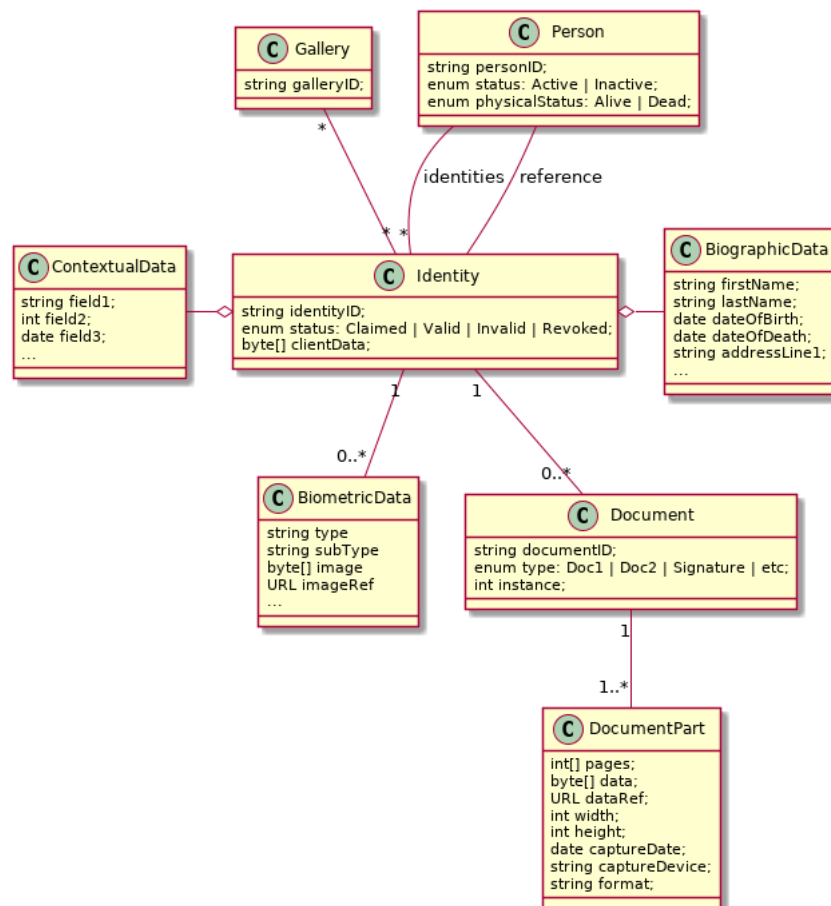 C Gallery
string galleryID;
C Person
string personID;
enum status: Active | Inactive;
enum physicalStatus: Alive | Dead;
*
identities
reference
*
*
C ContextualData
string field1;
int field2;
date field3;
...
C Identity
string identityID;
enum status: Claimed | Valid | Invalid | Revoked;
byte[] clientData;
C BiographicData
string firstName;
string lastName;
date dateOfBirth;
date dateOfDeath;
string addressLine1;
...
1
1
0..*
0..*
C BiometricData
string type
string subType
byte[] image
URL imageRef
...
C Document
string documentID;
enum type: Doc1 | Doc2 | Signature | etc;
int instance;
1
1..*
C DocumentPart
int[] pages;
byte[] data;
URL dataRef;
int width;
int height;
date captureDate;
string captureDevice;
string format;